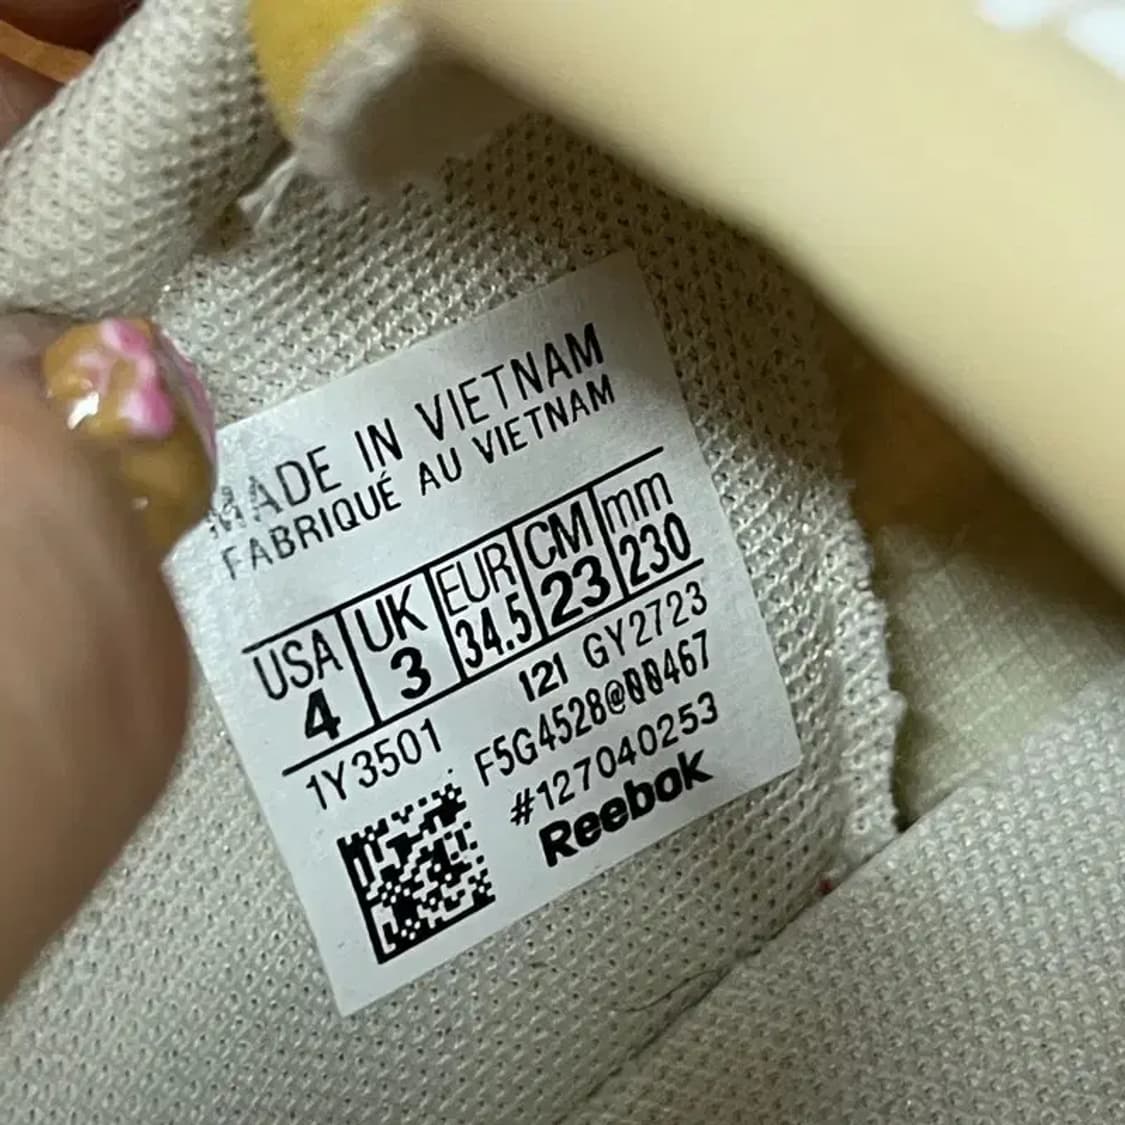 MADE IN VIETNAM
FABRIQUÉ AU VIETNAM
USA UK EUR CM mm
4 3 34.5 23 230
1Y3501 121 GY2723
F5G4528@00467
#127040253
Reebok